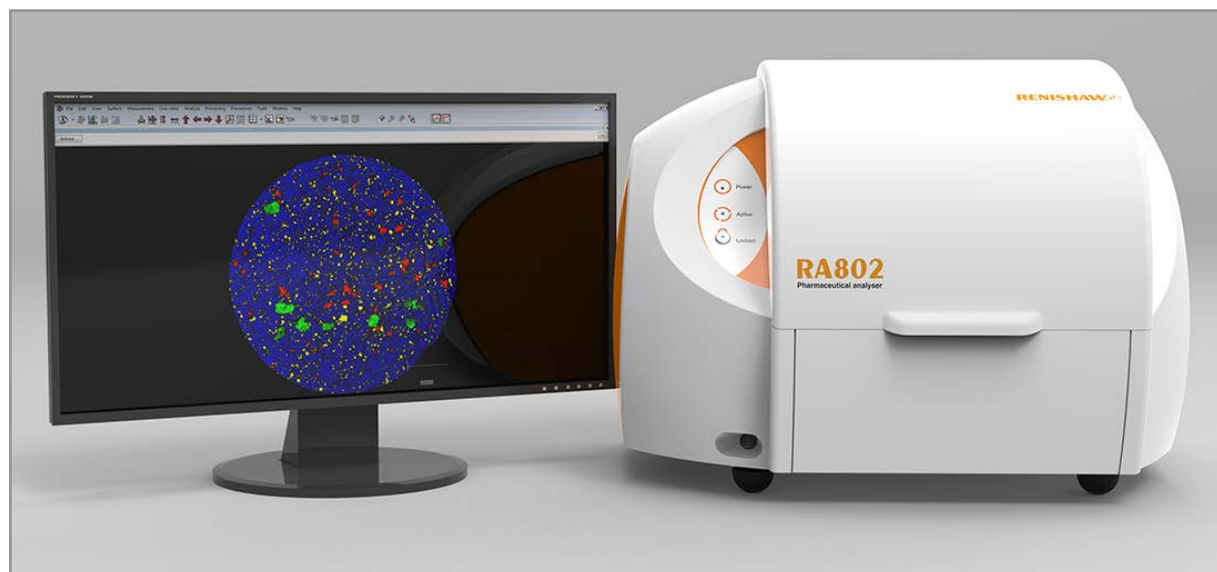 File Edit View Surface Measurement Live video Analysis Processing Procedures Tools Window Help
RENISHAW
Power
Active
Locked
RA802
Pharmaceutical analyser